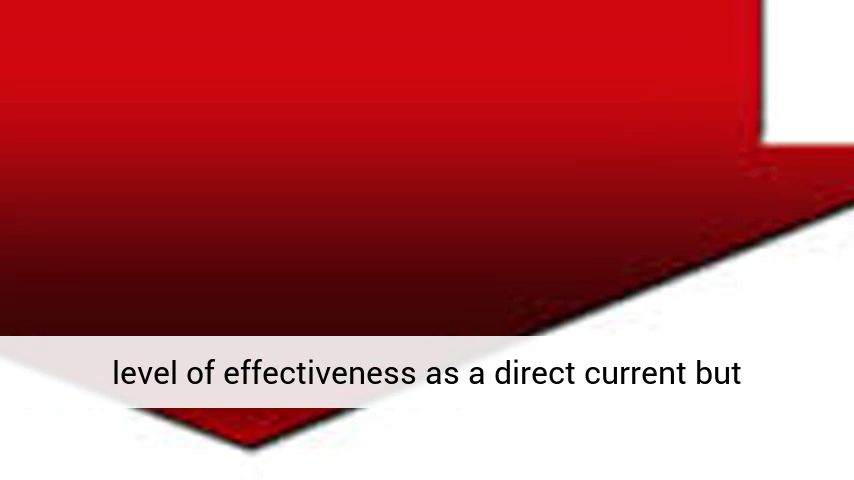 level of effectiveness as a direct current but